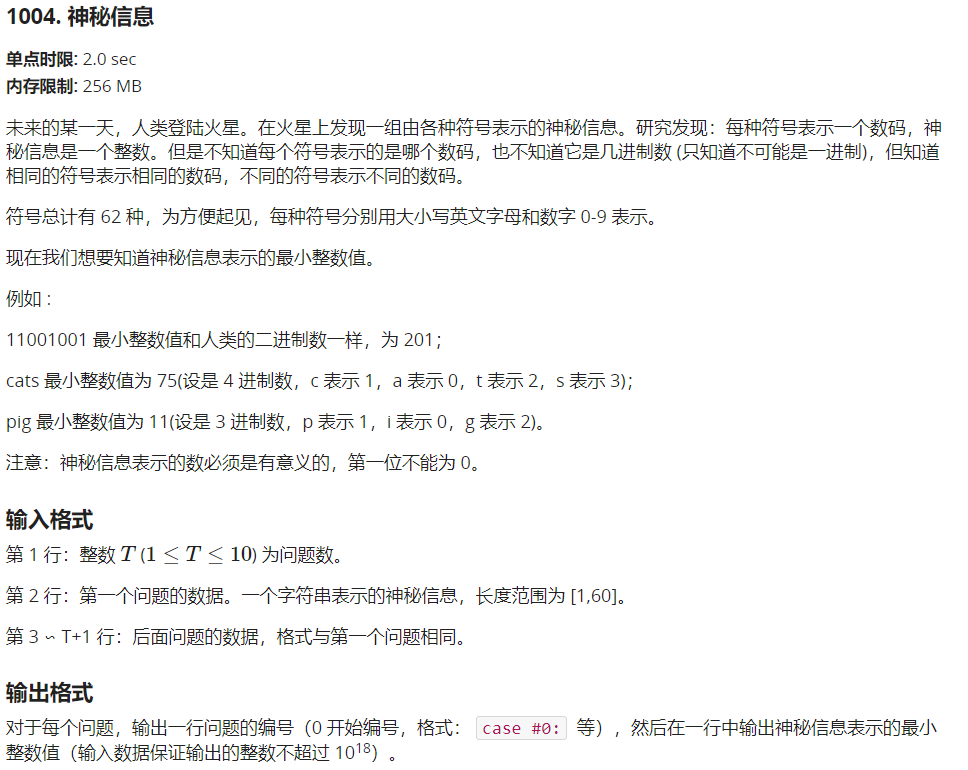 1004. 神秘信息
单点时限: 2.0 sec
内存限制: 256 MB
未来的某一天，人类登陆火星。在火星上发现一组由各种符号表示的神秘信息。研究发现：每种符号表示一个数码，神
秘信息是一个整数。但是不知道每个符号表示的是哪个数码，也不知道它是几进制数 (只知道不可能是一进制)，但知道
相同的符号表示相同的数码，不同的符号表示不同的数码。
符号总计有 62 种，为方便起见，每种符号分别用大小写英文字母和数字 0-9 表示。
现在我们想要知道神秘信息表示的最小整数值。
例如：
11001001 最小整数值和人类的二进制数一样，为 201；
cats 最小整数值为 75(设是 4 进制数，c 表示 1，a 表示 0，t 表示 2，s 表示 3)；
pig 最小整数值为 11(设是 3 进制数，p 表示 1，i 表示 0，g 表示 2)。
注意：神秘信息表示的数必须是有意义的，第一位不能为 0。
输入格式
第 1 行：整数 T (1 ≤ T ≤ 10) 为问题数。
第 2 行：第一个问题的数据。一个字符串表示的神秘信息，长度范围为 [1,60]。
第 3 ∽ T+1 行：后面问题的数据，格式与第一个问题相同。
输出格式
对于每个问题，输出一行问题的编号（0 开始编号，格式： case #0: 等），然后在一行中输出神秘信息表示的最小
整数值（输入数据保证输出的整数不超过 10^18）。